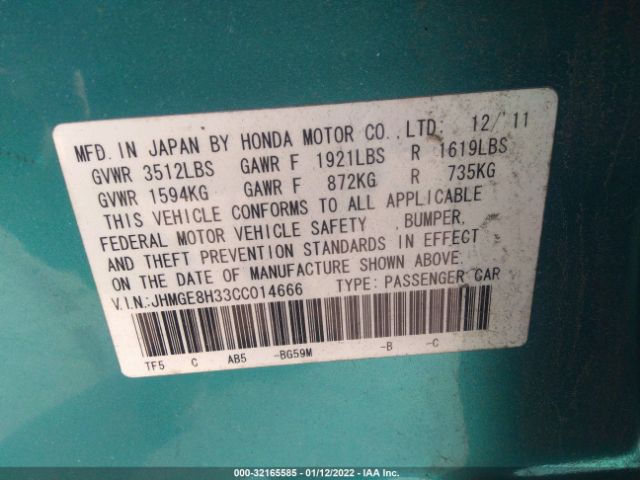 MFD. IN JAPAN BY HONDA MOTOR CO.,LTD. 12/'11
GVWR 3512LBS GAWR F 1921LBS R 1619LBS
GVWR 1594KG GAWR F 872KG R 735KG
THIS VEHICLE CONFORMS TO ALL APPLICABLE
FEDERAL MOTOR VEHICLE SAFETY ,BUMPER,
AND THEFT PREVENTION STANDARDS IN EFFECT
ON THE DATE OF MANUFACTURE SHOWN ABOVE.
V.I.N:JHMGE8H33CC014666 TYPE: PASSENGER CAR
TF5 C AB5 -BG59M -B -C
000-32165585 - 01/12/2022 - IAA Inc.